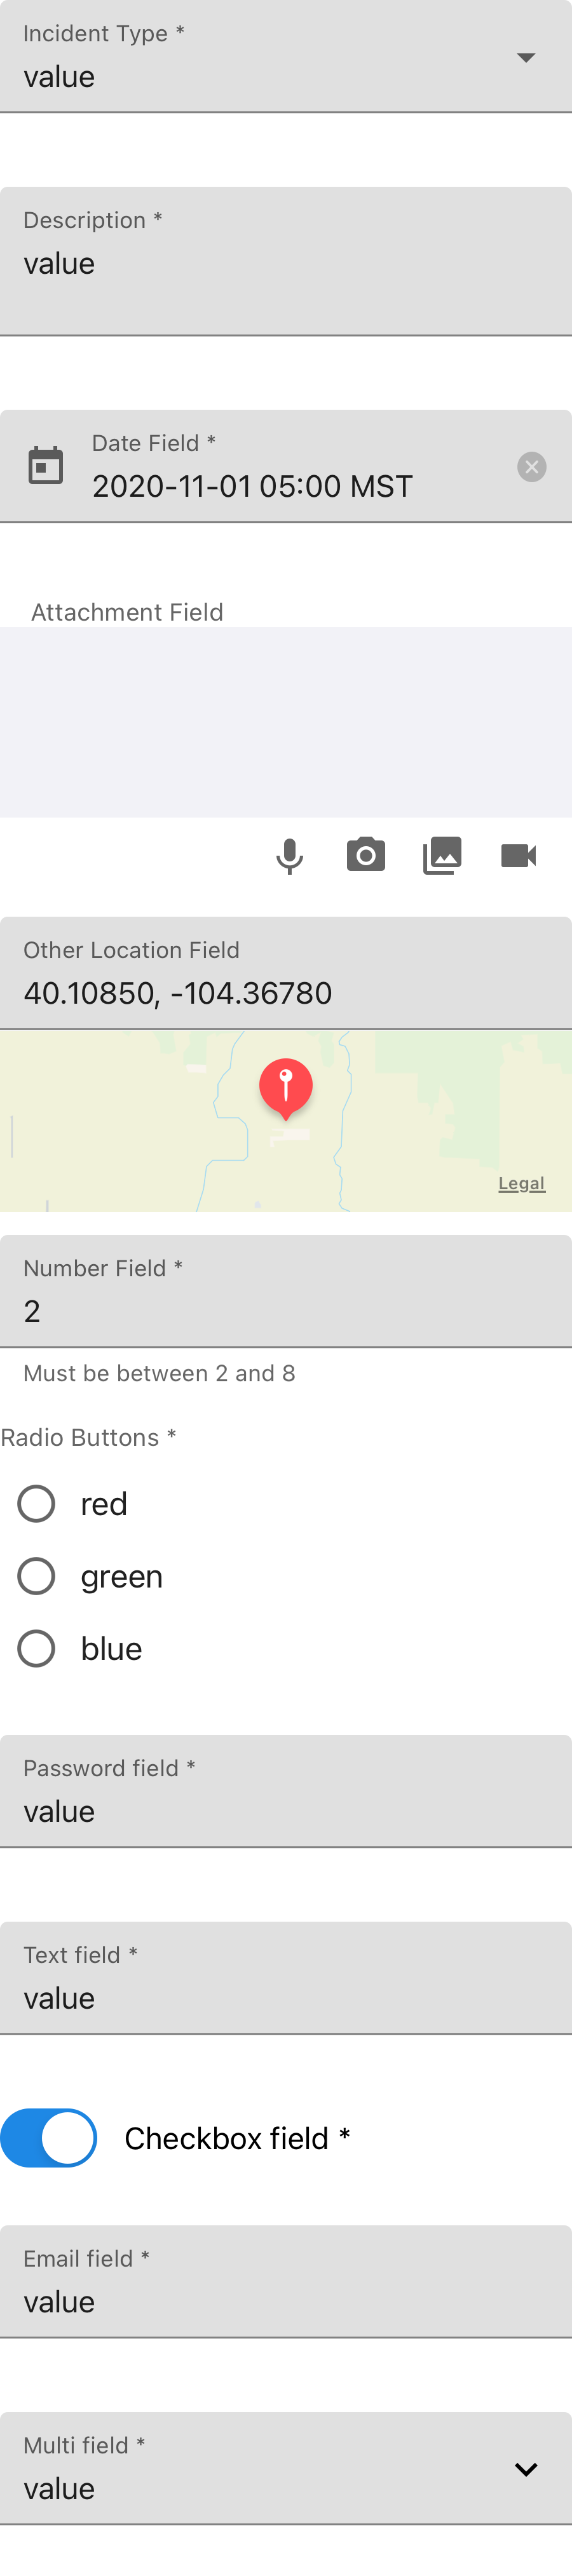 Incident Type *
value
Description *
value
Date Field *
2020-11-01 05:00 MST
Attachment Field
Other Location Field
40.10850, -104.36780
Legal
Number Field *
2
Must be between 2 and 8
Radio Buttons *
red
green
blue
Password field *
value
Text field *
value
Checkbox field *
Email field *
value
Multi field *
value